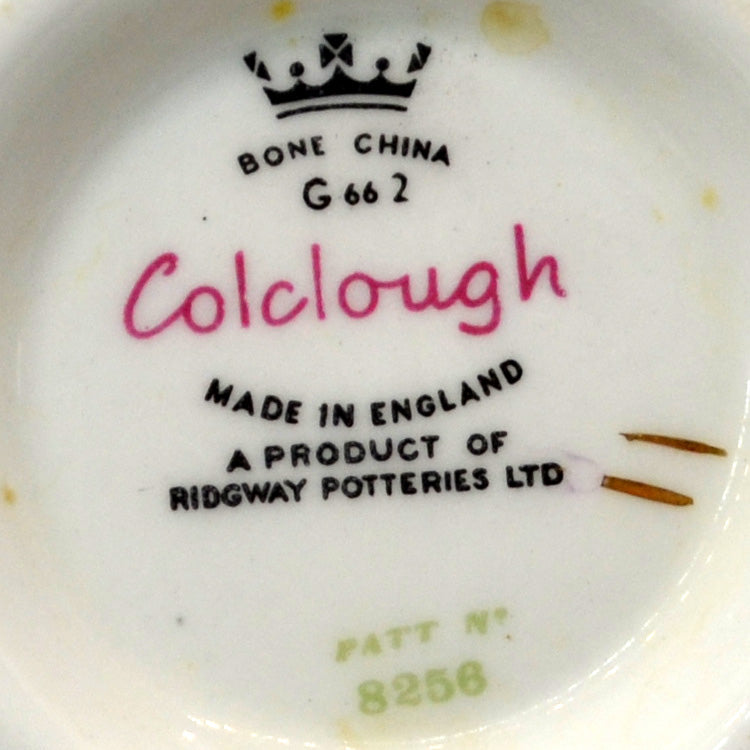 BONE CHINA
G 66 2
Colclough
MADE IN ENGLAND
A PRODUCT OF
RIDGWAY POTTERIES LTD
PATT Nº
8256